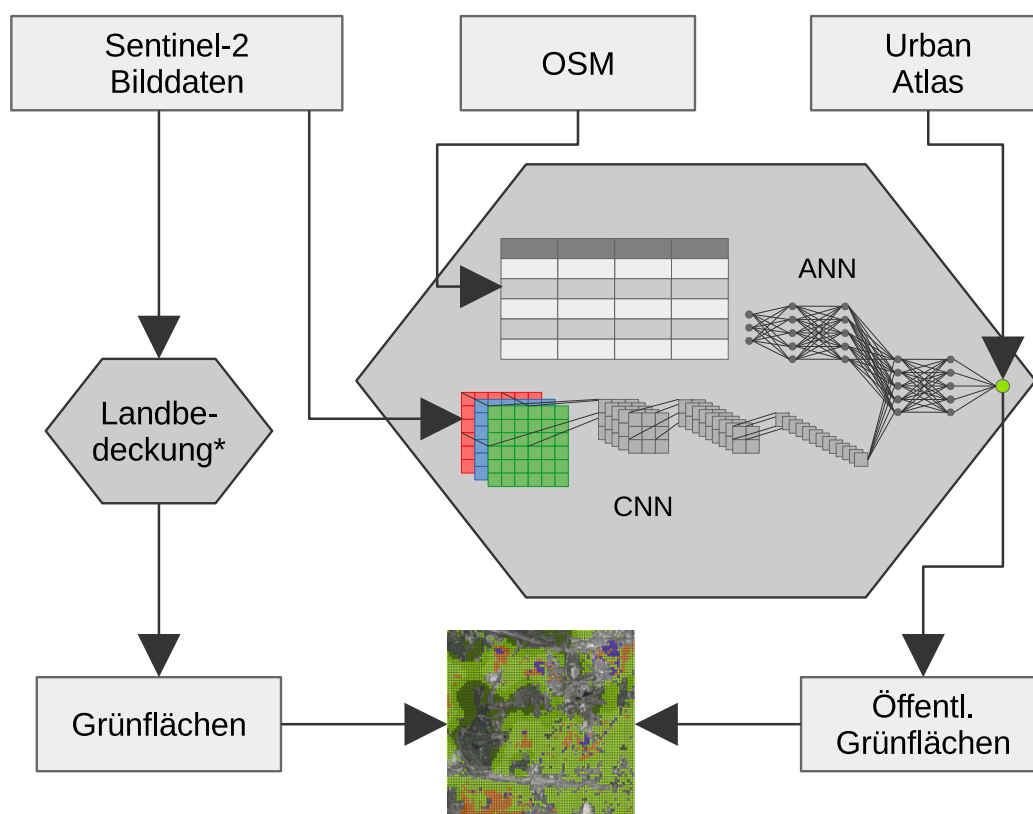 Sentinel-2
Bilddaten
OSM
Urban
Atlas
ANN
Landbe-
deckung*
CNN
Grünflächen
Öffentl.
Grünflächen